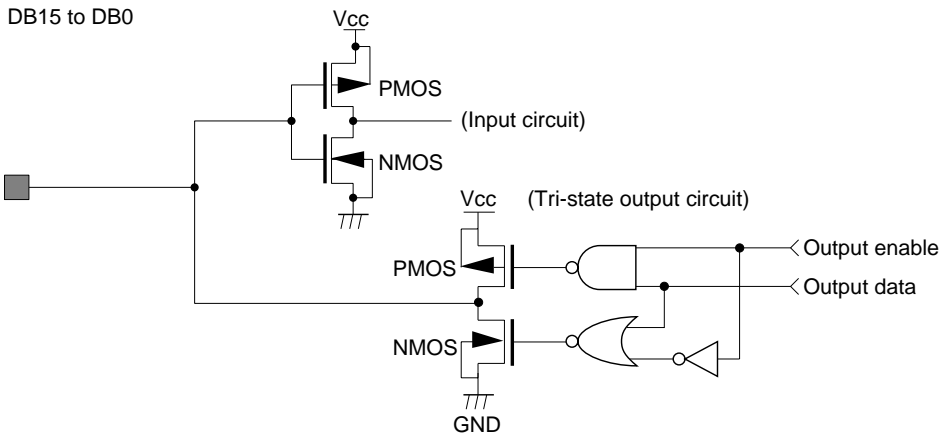 DB15 to DB0
Vcc
PMOS
(Input circuit)
NMOS
Vcc
(Tri-state output circuit)
Output enable
PMOS
Output data
NMOS
GND